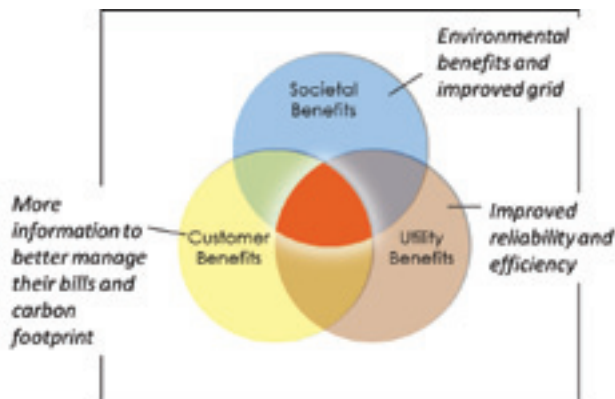 Environmental
benefits and
improved grid
Societal
Benefits
More
information to
better manage
their bills and
carbon
footprint
Customer
Benefits
Utility
Benefits
Improved
reliability and
efficiency